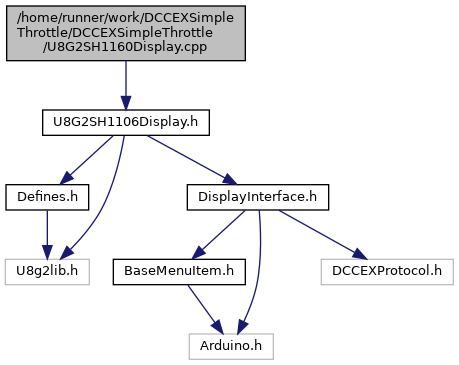 /home/runner/work/DCCEXSimple
Throttle/DCCEXSimpleThrottle
/U8G2SH1160Display.cpp
U8G2SH1106Display.h
Defines.h
DisplayInterface.h
U8g2lib.h
BaseMenuItem.h
DCCEXProtocol.h
Arduino.h